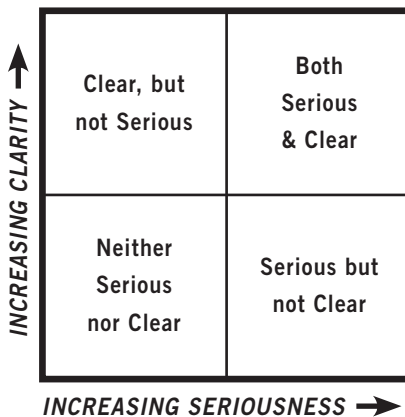 INCREASING CLARITY
Clear, but
not Serious
Both
Serious
& Clear
Neither
Serious
nor Clear
Serious but
not Clear
INCREASING SERIOUSNESS